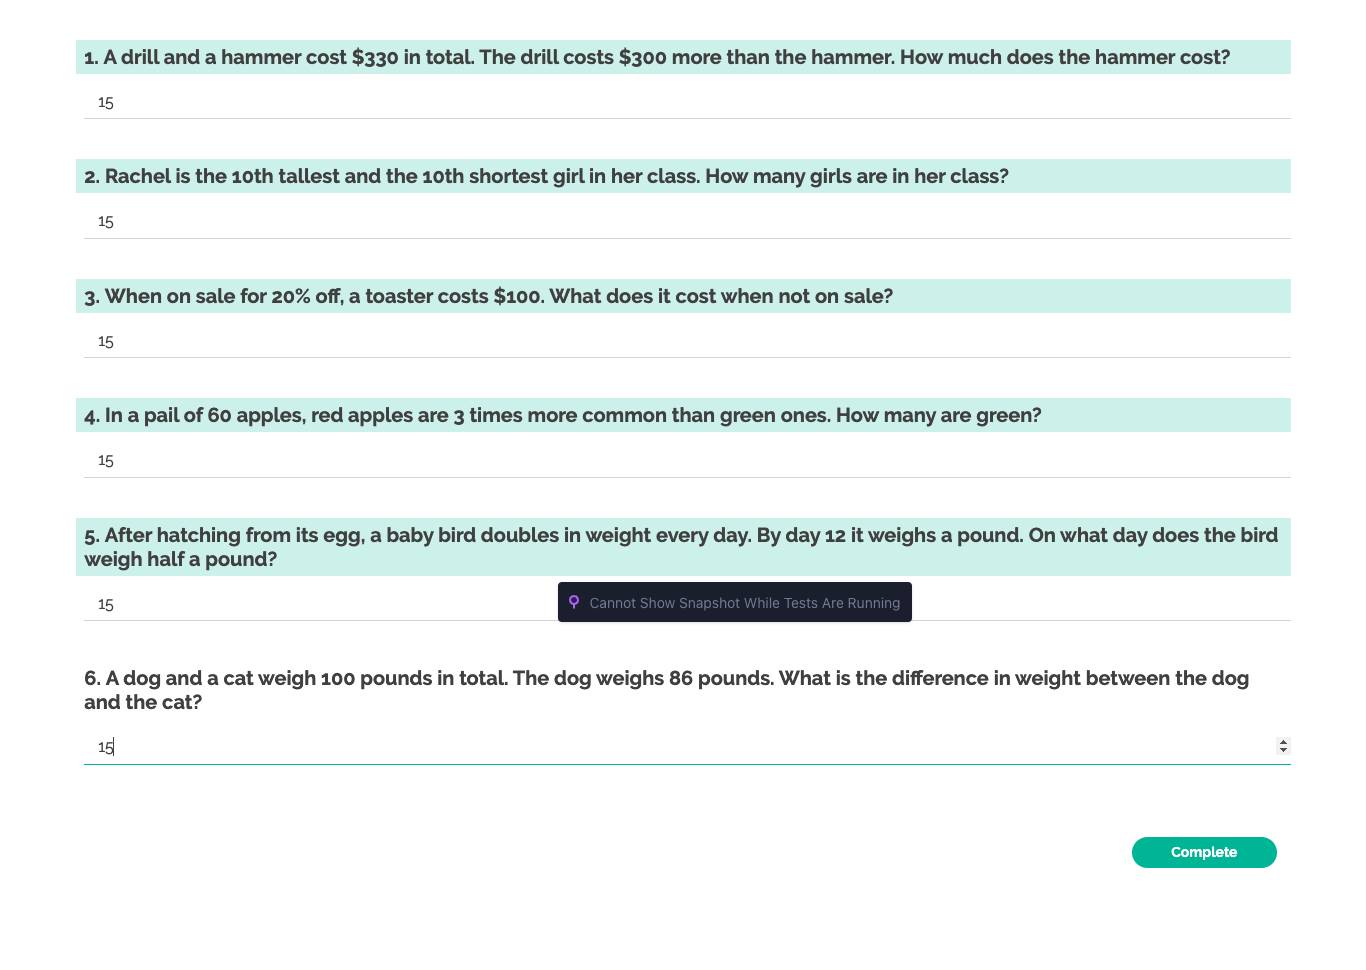 1. A drill and a hammer cost $330 in total. The drill costs $300 more than the hammer. How much does the hammer cost?
15
2. Rachel is the 10th tallest and the 10th shortest girl in her class. How many girls are in her class?
15
3. When on sale for 20% off, a toaster costs $100. What does it cost when not on sale?
15
4. In a pail of 60 apples, red apples are 3 times more common than green ones. How many are green?
15
5. After hatching from its egg, a baby bird doubles in weight every day. By day 12 it weighs a pound. On what day does the bird
weigh half a pound?
15
Cannot Show Snapshot While Tests Are Running
6. A dog and a cat weigh 100 pounds in total. The dog weighs 86 pounds. What is the difference in weight between the dog
and the cat?
15
Complete